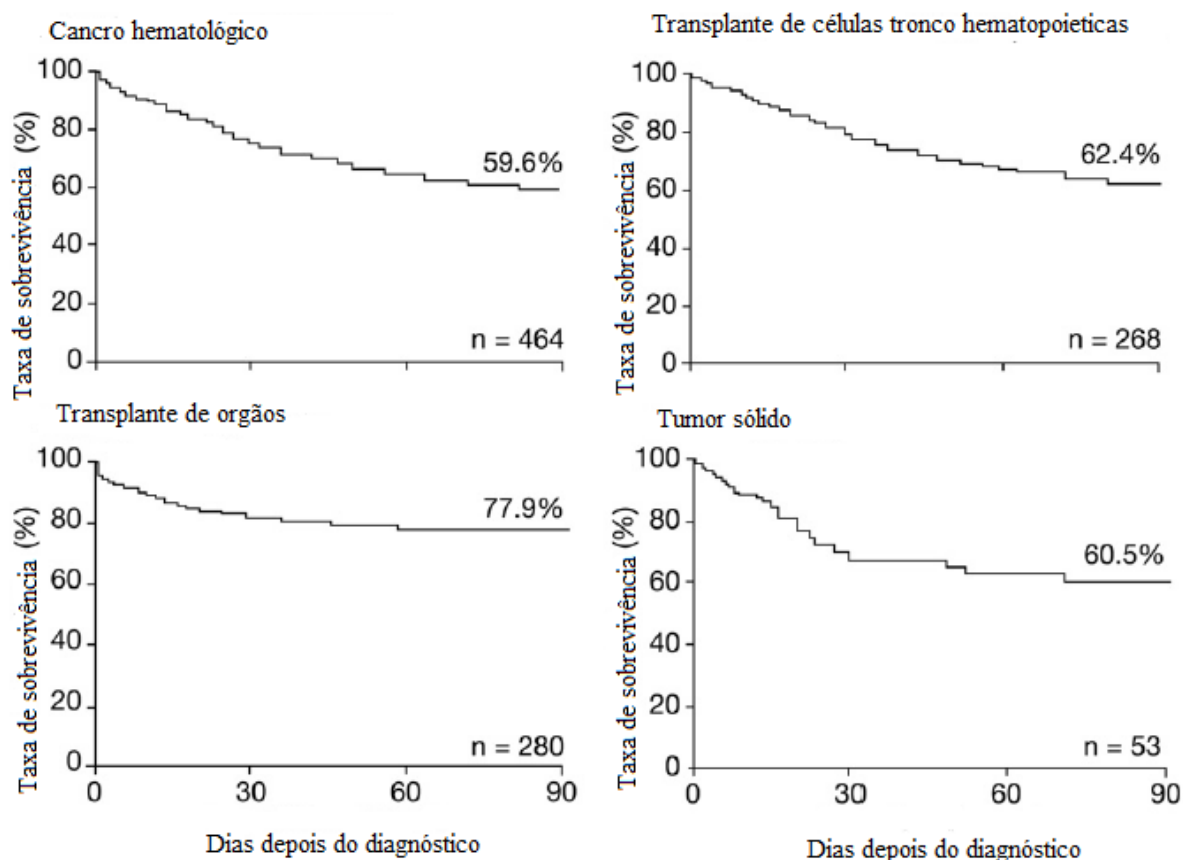 Cancro hematológico
Taxa de sobrevivência (%)
100
80
60
40
20
0
59.6%
n = 464
Transplante de células tronco hematopoieticas
Taxa de sobrevivência (%)
100
80
60
40
20
0
62.4%
n = 268
Transplante de orgãos
Taxa de sobrevivência (%)
100
80
60
40
20
0
77.9%
n = 280
0 30 60 90
Dias depois do diagnóstico
Tumor sólido
Taxa de sobrevivência (%)
100
80
60
40
20
0
60.5%
n = 53
0 30 60 90
Dias depois do diagnóstico